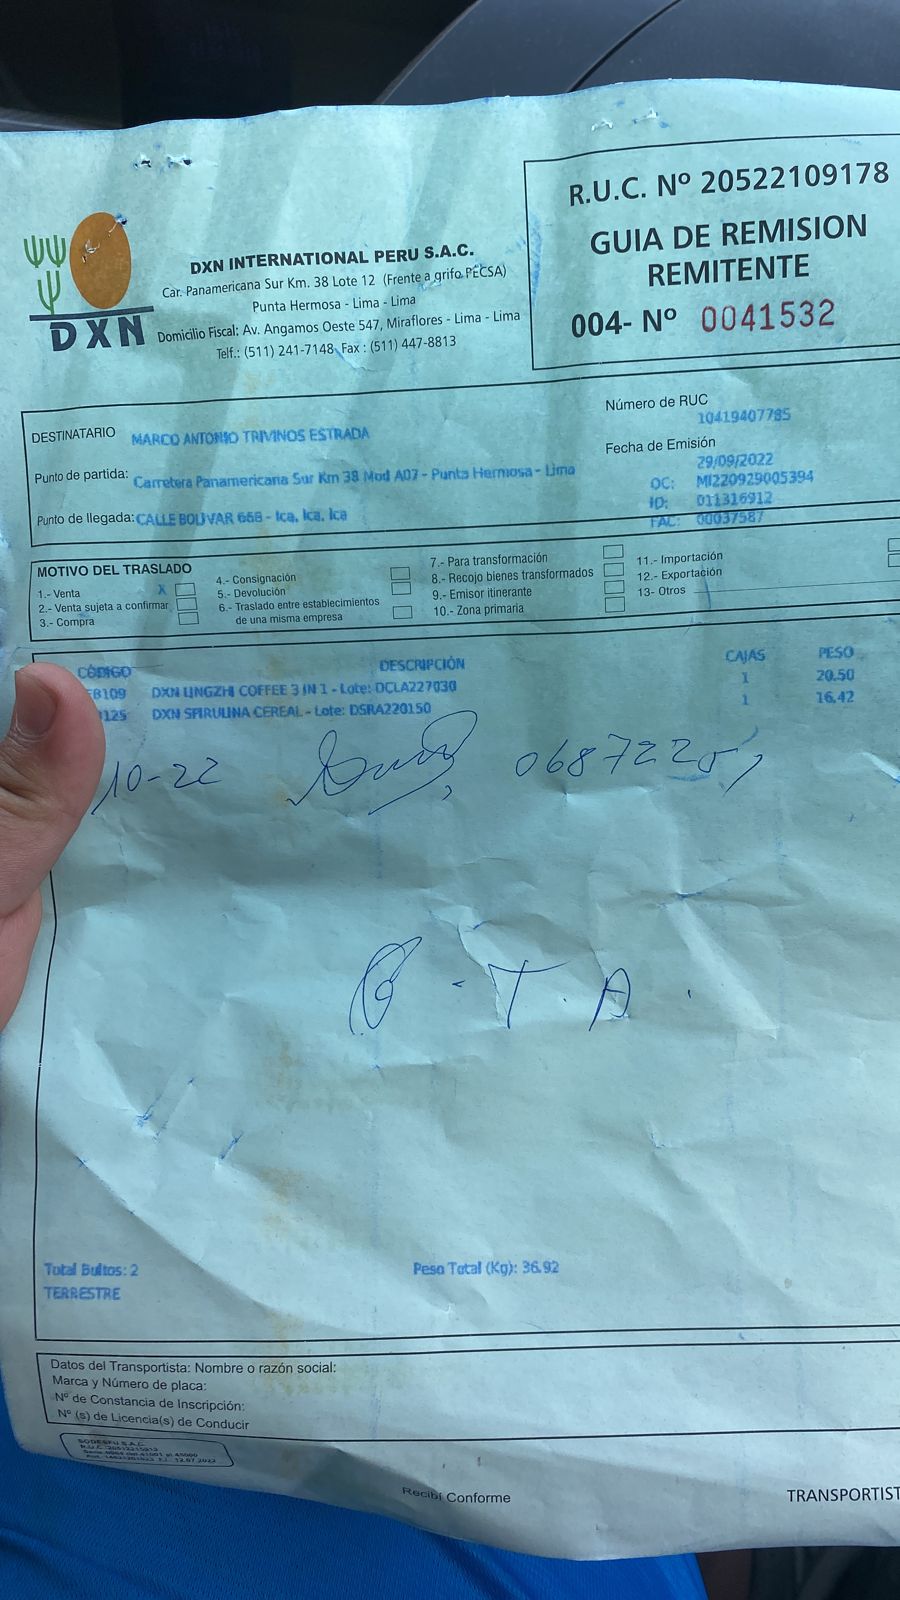 R.U.C. Nº 20522109178
GUIA DE REMISION
REMITENTE
004- Nº 0041532
DXN
DXN INTERNATIONAL PERU S.A.C.
Car. Panamericana Sur Km. 38 Lote 12 (Frente a grifo PECSA)
Punta Hermosa - Lima - Lima
Domicilio Fiscal: Av. Angamos Oeste 547, Miraflores - Lima - Lima
Telf.: (511) 241-7148 Fax : (511) 447-8813
DESTINATARIO MARCO ANTONIO TRIVINOS ESTRADA
Número de RUC
10419407785
Punto de partida: Carretera Panamericana Sur Km 38 Mod A07 - Punta Hermosa - Lima
Fecha de Emisión
29/09/2022
OC: MI220929005394
ID: 011316912
FAC: 00037587
Punto de llegada: CALLE BOLIVAR 668 - Ica, Ica, Ica
MOTIVO DEL TRASLADO
1.- Venta X
2.- Venta sujeta a confirmar
3.- Compra
4.- Consignación
5.- Devolución
6.- Traslado entre establecimientos
de una misma empresa
7.- Para transformación
8.- Recojo bienes transformados
9.- Emisor itinerante
10.- Zona primaria
11.- Importación
12.- Exportación
13- Otros
CÓDIGO DESCRIPCIÓN CAJAS PESO
FB109 DXN LINGZHI COFFEE 3 IN 1 - Lote: DCLA227030 1 20.50
125 DXN SPIRULINA CEREAL - Lote: DSRA220150 1 16,42
10-22
T. A.
Total Bultos: 2 Peso Total (Kg): 36.92
TERRESTRE
Datos del Transportista: Nombre o razón social:
Marca y Número de placa:
Nº de Constancia de Inscripción:
Nº (s) de Licencia(s) de Conducir
Recibí Conforme TRANSPORTIST